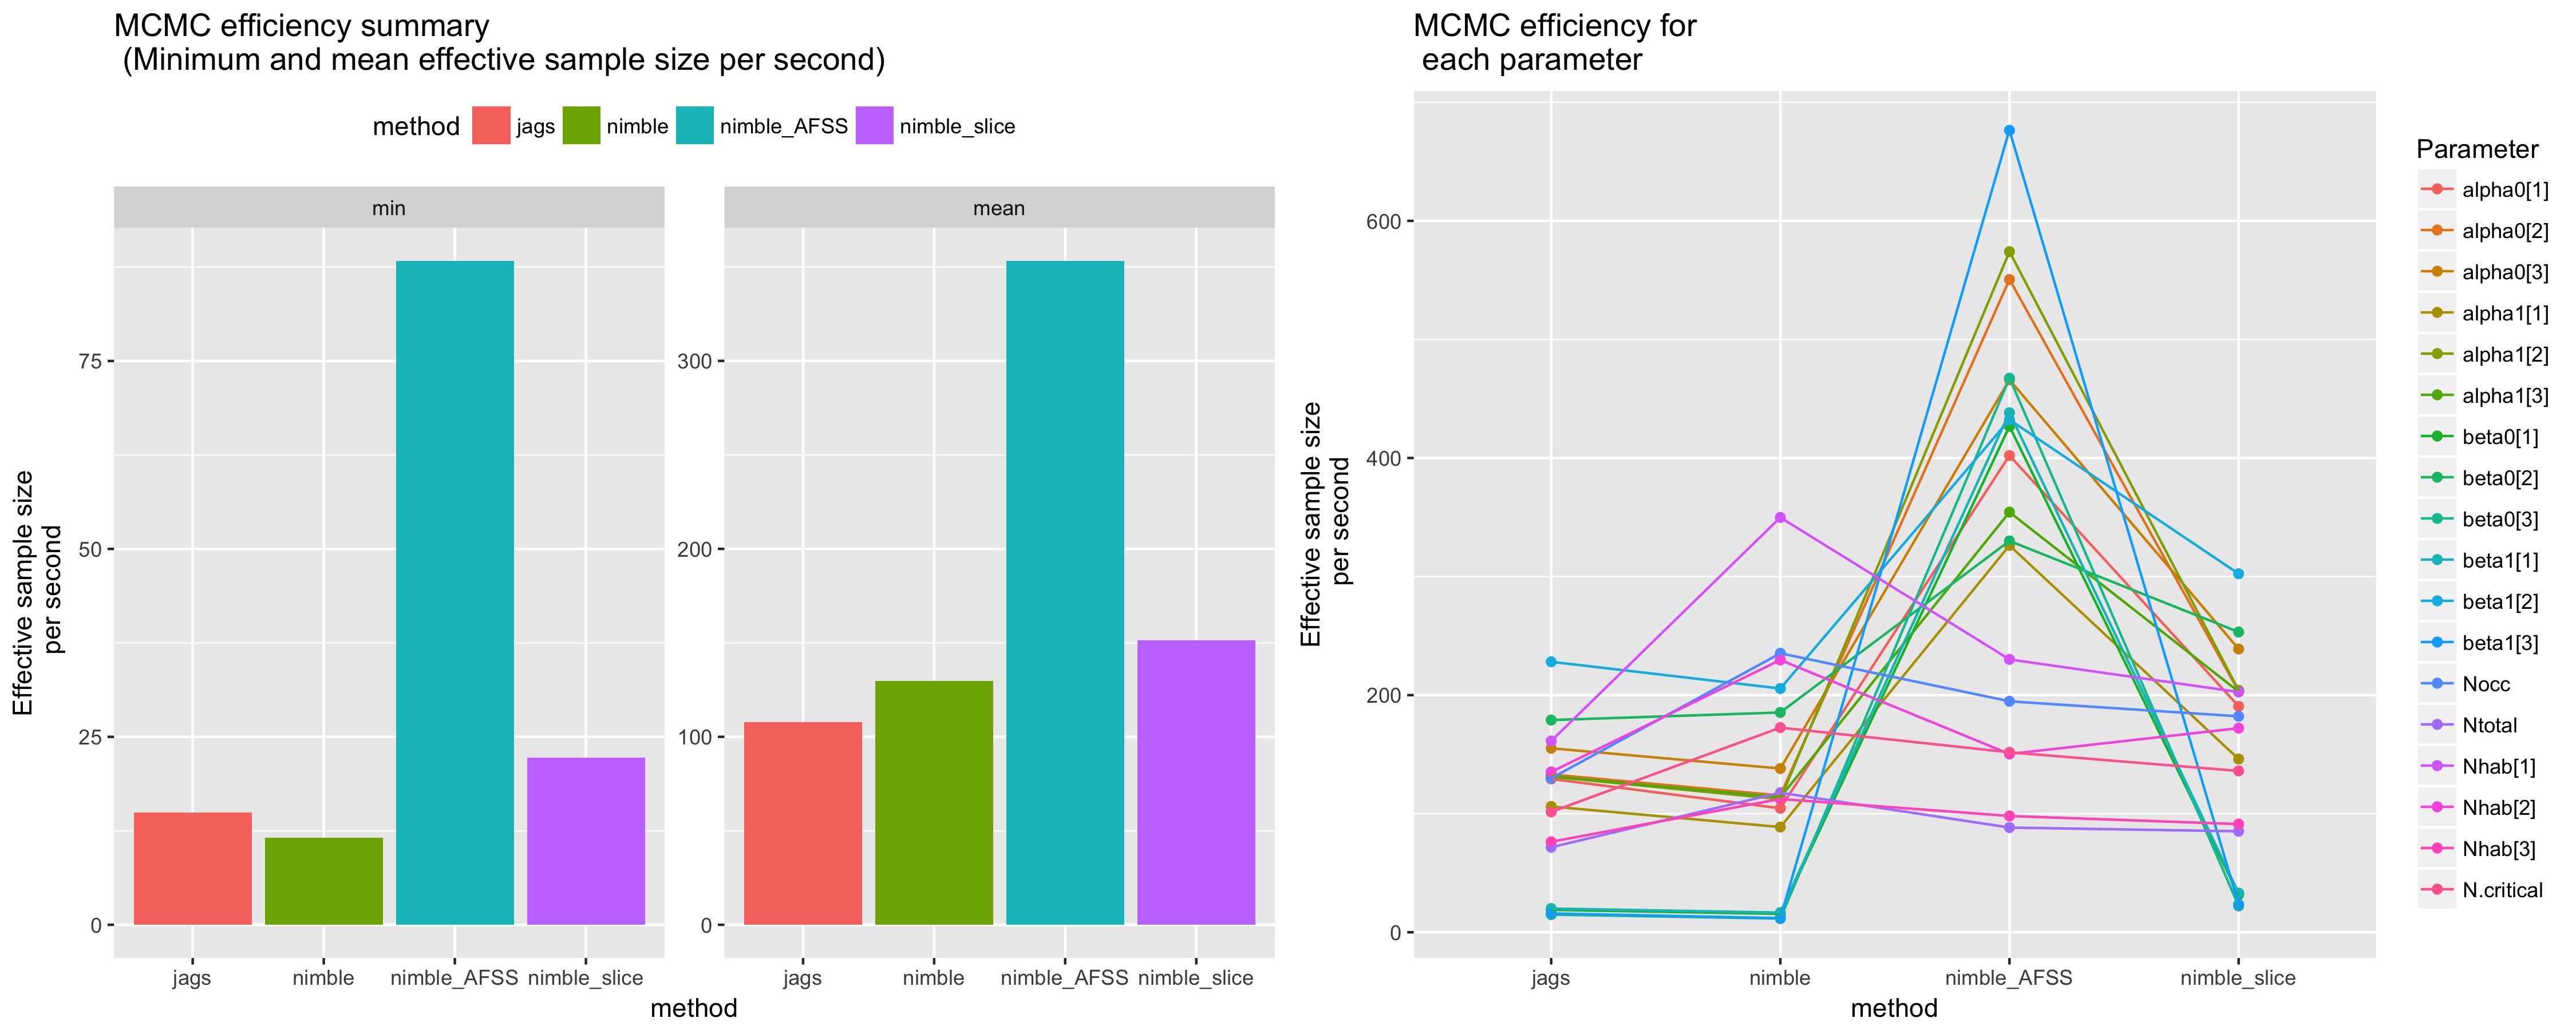 MCMC efficiency summary
(Minimum and mean effective sample size per second)
method jags nimble nimble_AFSS nimble_slice
min
mean
Effective sample size
per second
75
50
25
0
300
200
100
0
jags nimble nimble_AFSS nimble_slice
jags nimble nimble_AFSS nimble_slice
method
MCMC efficiency for
each parameter
Effective sample size
per second
600
400
200
0
jags nimble nimble_AFSS nimble_slice
method
Parameter
alpha0[1]
alpha0[2]
alpha0[3]
alpha1[1]
alpha1[2]
alpha1[3]
beta0[1]
beta0[2]
beta0[3]
beta1[1]
beta1[2]
beta1[3]
Nocc
Ntotal
Nhab[1]
Nhab[2]
Nhab[3]
N.critical